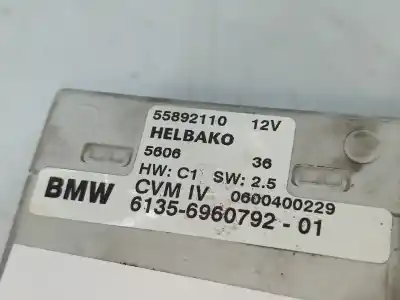 55892110 12V
HELBAKO
5606 36
HW: C1 SW: 2.5
BMW CVM IV 0600400229
6135-6960792-01